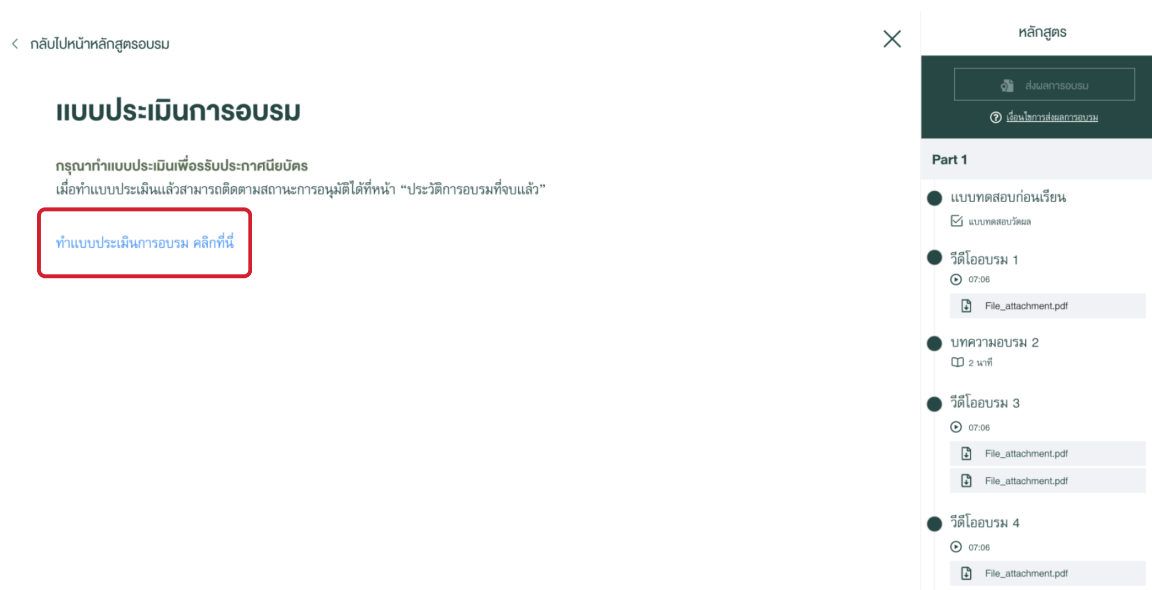 กลับไปหน้าหลักสูตรอบรม
แบบประเมินการอบรม
กรุณาทำแบบประเมินเพื่อรรับประกาศนียบัตร
เมื่อทำแบบประเมินแล้วสามารถติดตามสถานะการอนุมัติได้ที่หน้า “ประวัติการอบรมที่จบแล้ว”
ทำแบบประเมินการอบรม คลิกที่นี่
หลักสูตร
ส่งผลการอบรม
เงื่อนไขการส่งผลการอบรม
Part 1
แบบทดสอบก่อนเรียน
แบบทดสอบวัดผล
วีดีโออบรม 1
07:06
File_attachment.pdf
บทความอบรม 2
2 นาที
วีดีโออบรม 3
07:06
File_attachment.pdf
File_attachment.pdf
วีดีโออบรม 4
07:06
File_attachment.pdf